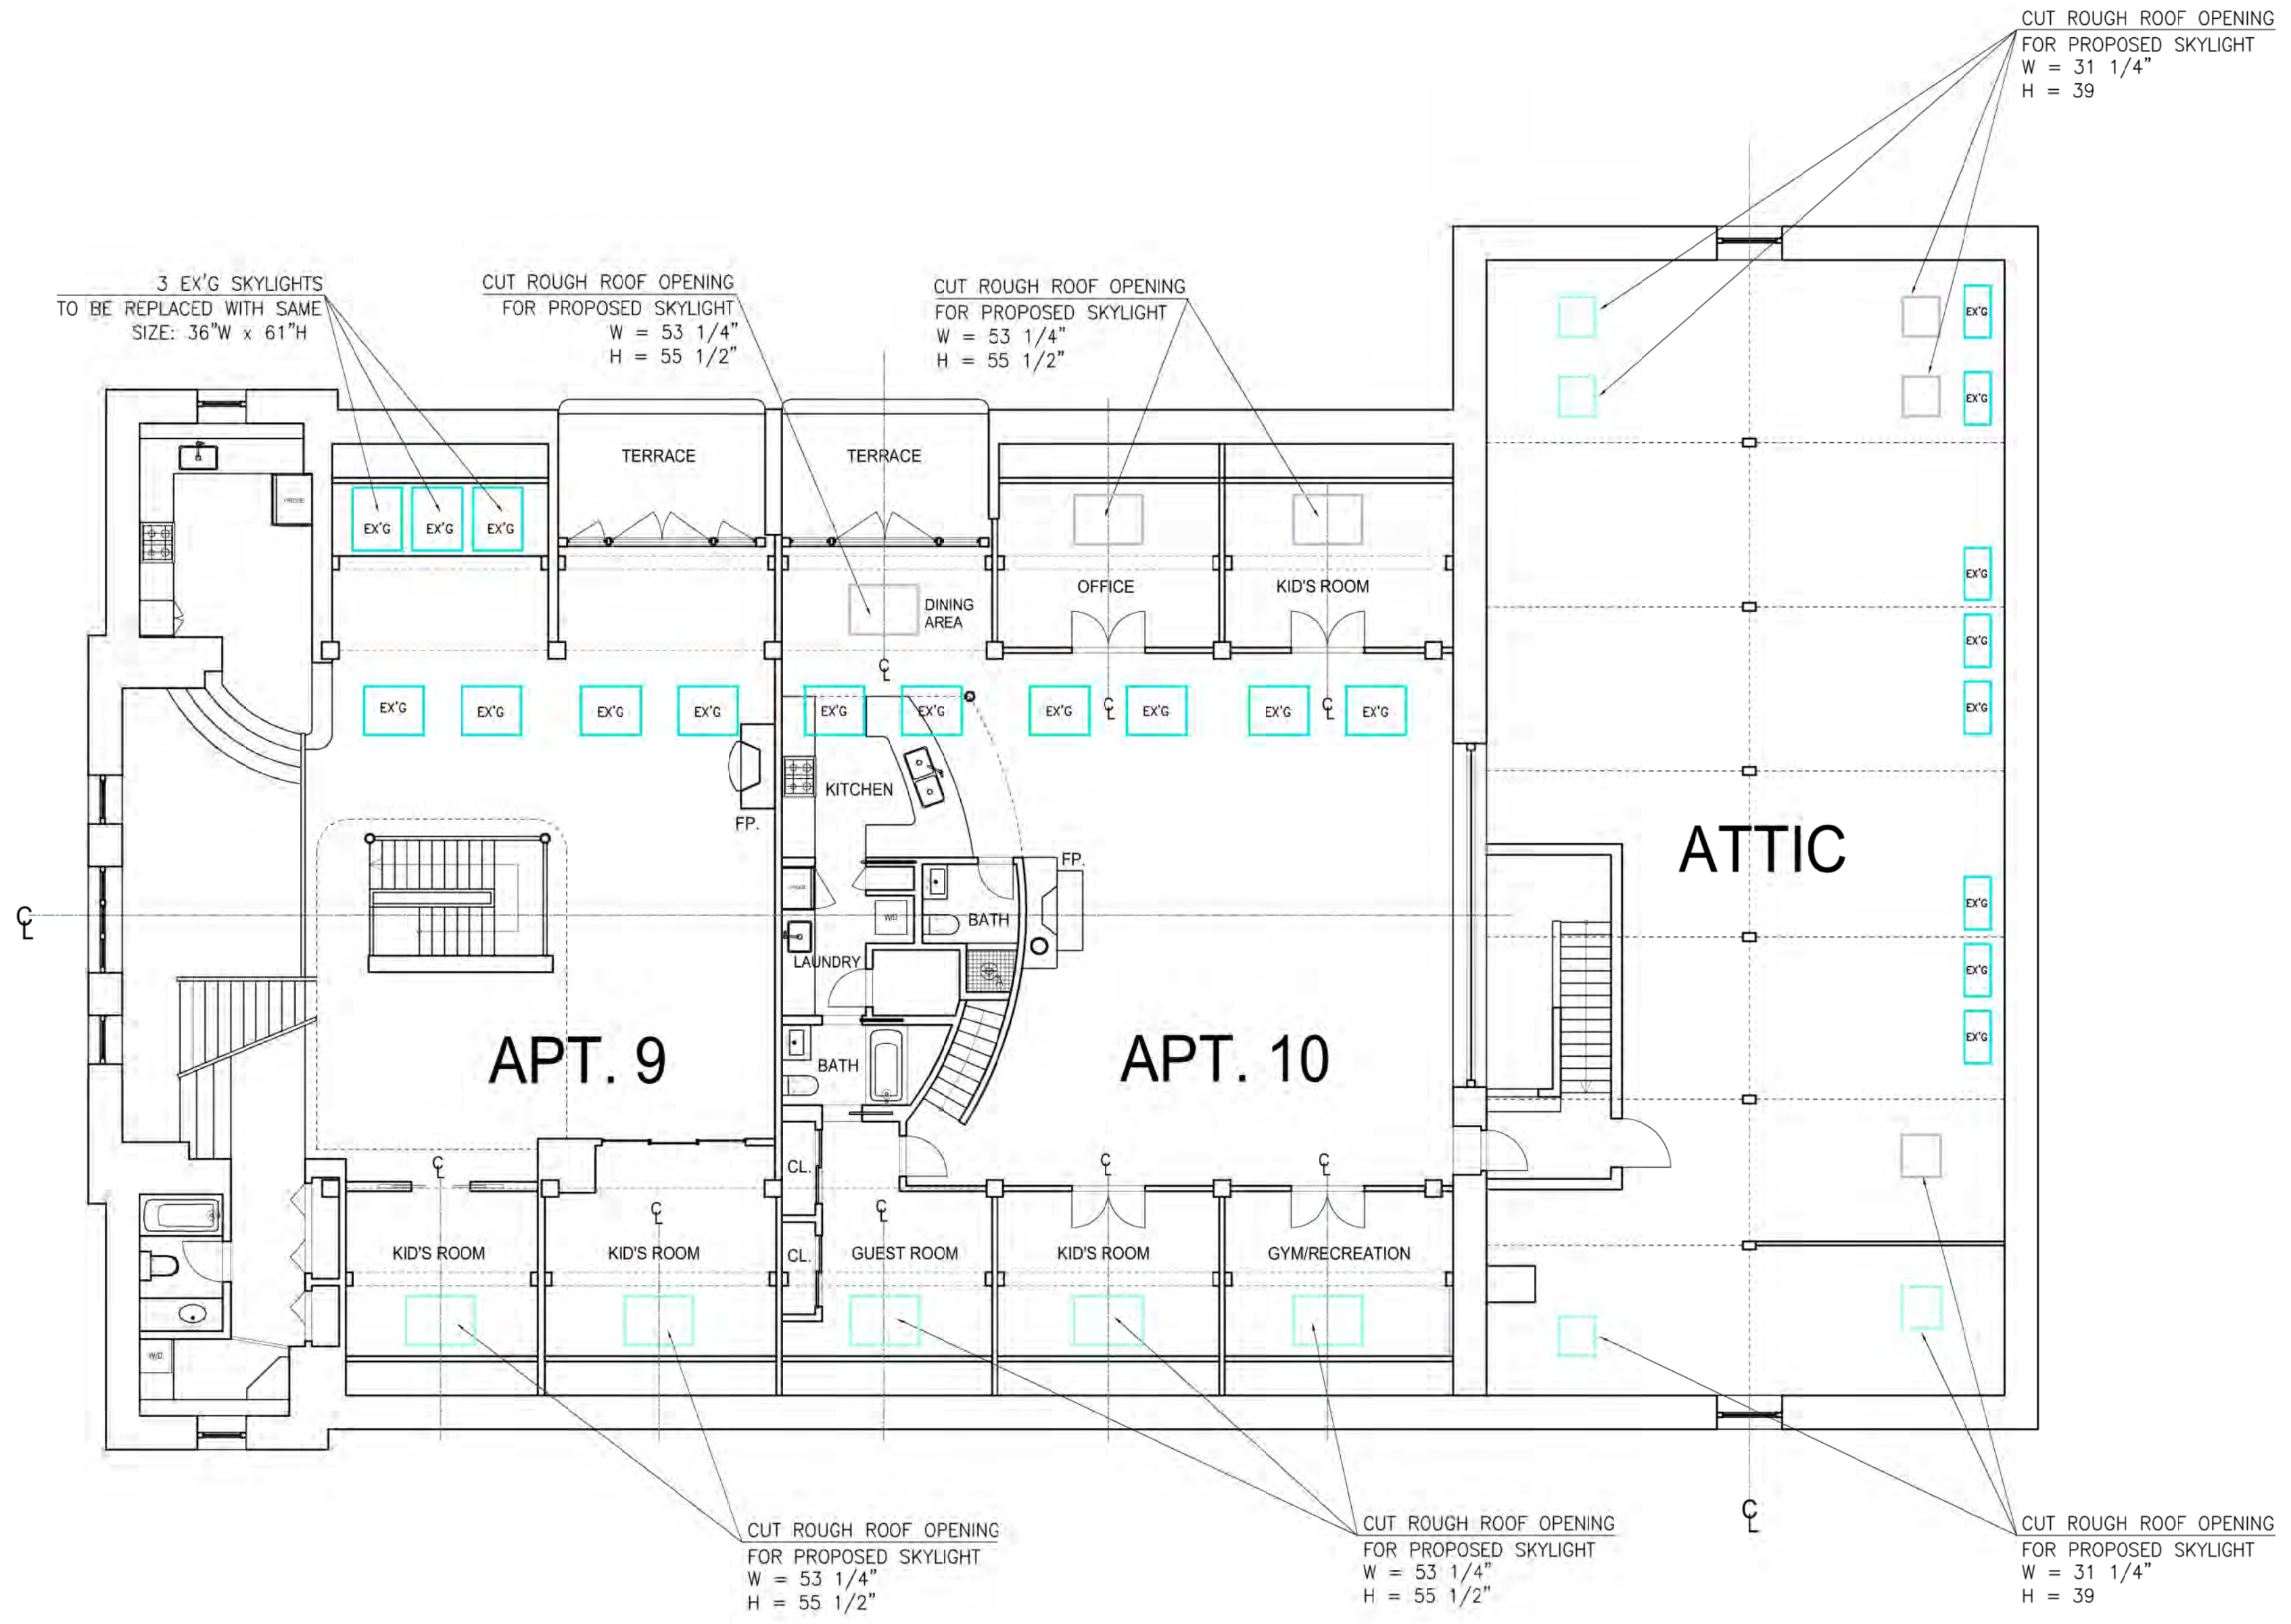 CUT ROUGH ROOF OPENING
FOR PROPOSED SKYLIGHT
W = 31 1/4"
H = 39
3 EX'G SKYLIGHTS
TO BE REPLACED WITH SAME
SIZE: 36"W x 61"H
CUT ROUGH ROOF OPENING
FOR PROPOSED SKYLIGHT
W = 53 1/4"
H = 55 1/2"
CUT ROUGH ROOF OPENING
FOR PROPOSED SKYLIGHT
W = 53 1/4"
H = 55 1/2"
EX'G
EX'G
TERRACE
TERRACE
EX'G
EX'G
EX'G
OFFICE
KID'S ROOM
EX'G
DINING
AREA
EX'G
℄
EX'G
EX'G
EX'G
EX'G
EX'G
EX'G
EX'G
℄
EX'G
EX'G
℄
EX'G
EX'G
KITCHEN
FP.
ATTIC
FP.
EX'G
℄
W/D
BATH
LAUNDRY
EX'G
EX'G
APT. 9
APT. 10
BATH
CL.
℄
℄
℄
℄
℄
KID'S ROOM
KID'S ROOM
CL.
GUEST ROOM
KID'S ROOM
GYM/RECREATION
W/D
℄
CUT ROUGH ROOF OPENING
FOR PROPOSED SKYLIGHT
W = 53 1/4"
H = 55 1/2"
CUT ROUGH ROOF OPENING
FOR PROPOSED SKYLIGHT
W = 53 1/4"
H = 55 1/2"
CUT ROUGH ROOF OPENING
FOR PROPOSED SKYLIGHT
W = 31 1/4"
H = 39